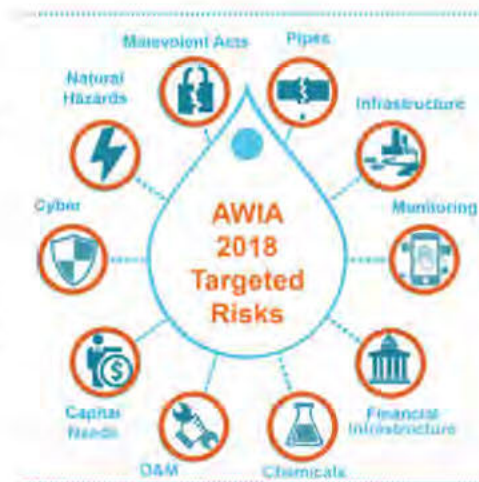 Malevolent Acts
Pipes
Natural
Hazards
Infrastructure
Cyber
Monitoring
AWIA
2018
Targeted
Risks
Capital
Needs
Financial
Infrastructure
O&M
Chemicals